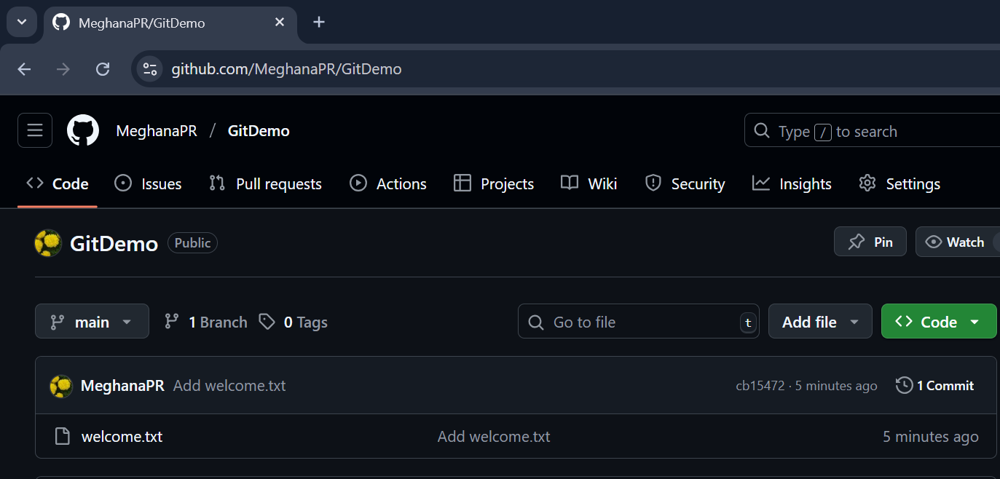 MeghanaPR/GitDemo
github.com/MeghanaPR/GitDemo
MeghanaPR / GitDemo
Type / to search
Code Issues Pull requests Actions Projects Wiki Security Insights Settings
GitDemo Public Pin Watch
main 1 Branch 0 Tags Go to file t Add file Code
MeghanaPR Add welcome.txt cb15472 · 5 minutes ago 1 Commit
welcome.txt Add welcome.txt 5 minutes ago